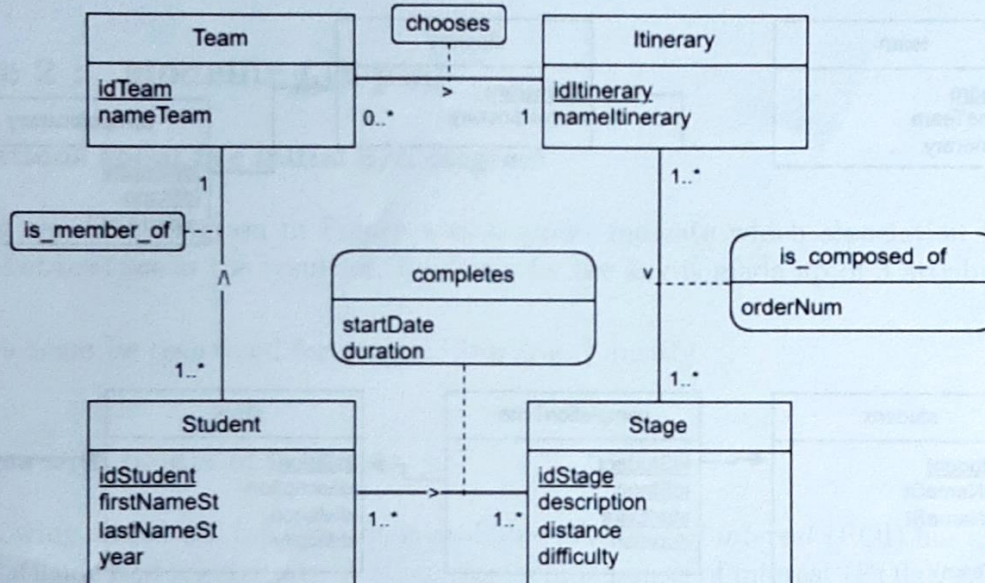 chooses
Team
Itinerary
idTeam
nameTeam
idItinerary
nameItinerary
0..*
1
1
1..*
is_member_of
completes
startDate
duration
is_composed_of
orderNum
1..*
1..*
Student
Stage
idStudent
firstNameSt
lastNameSt
year
1..*
1..*
idStage
description
distance
difficulty